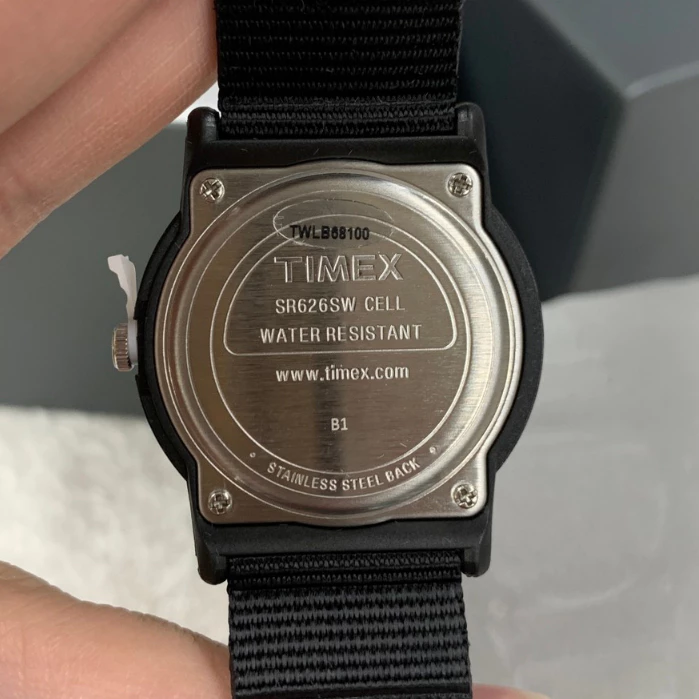 TWLB68100
TIMEX
SR626SW CELL
WATER RESISTANT
www.timex.com
B1
STAINLESS STEEL BACK